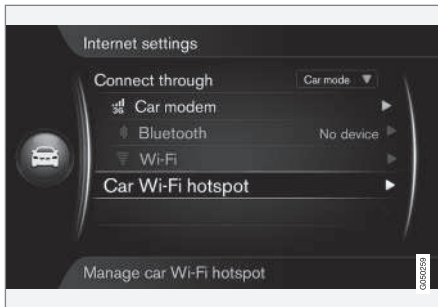 Internet settings
Connect through Car mode
3G Car modem
Bluetooth No device
Wi-Fi
Car Wi-Fi hotspot
Manage car Wi-Fi hotspot
G050259